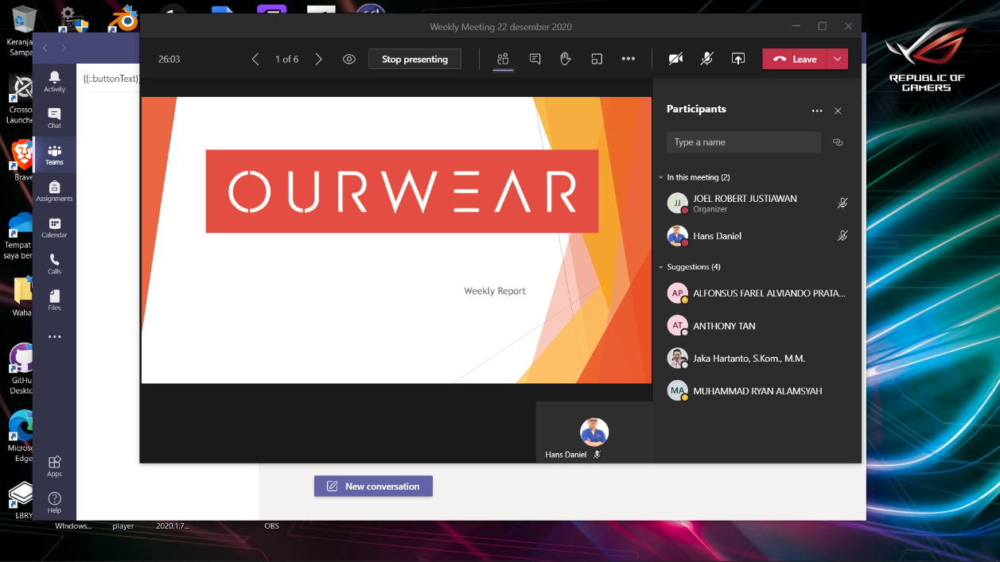 Keranja
Sampa
Crosso
Launche
Brave
Tempat
saya ber
Waha
GitHu
Deskto
Micros
Edge
LBRY
WIndows...
player
2020.1.7...
OBS
REPUBLIC OF
GAMERS
Activity
Chat
Teams
Assignments
Calendar
Calls
Files
Apps
Help
{{::buttonText}}
New conversation
Weekly Meeting 22 desember 2020
26:03
1 of 6
Stop presenting
Leave
OURWEAR
Weekly Report
Hans Daniel
Participants
Type a name
In this meeting (2)
JJ
JOEL ROBERT JUSTIAWAN
Organizer
Hans Daniel
Suggestions (4)
AP
ALFONSUS FAREL ALVIANDO PRATA...
AT
ANTHONY TAN
Jaka Hartanto, S.Kom., M.M.
MA
MUHAMMAD RYAN ALAMSYAH